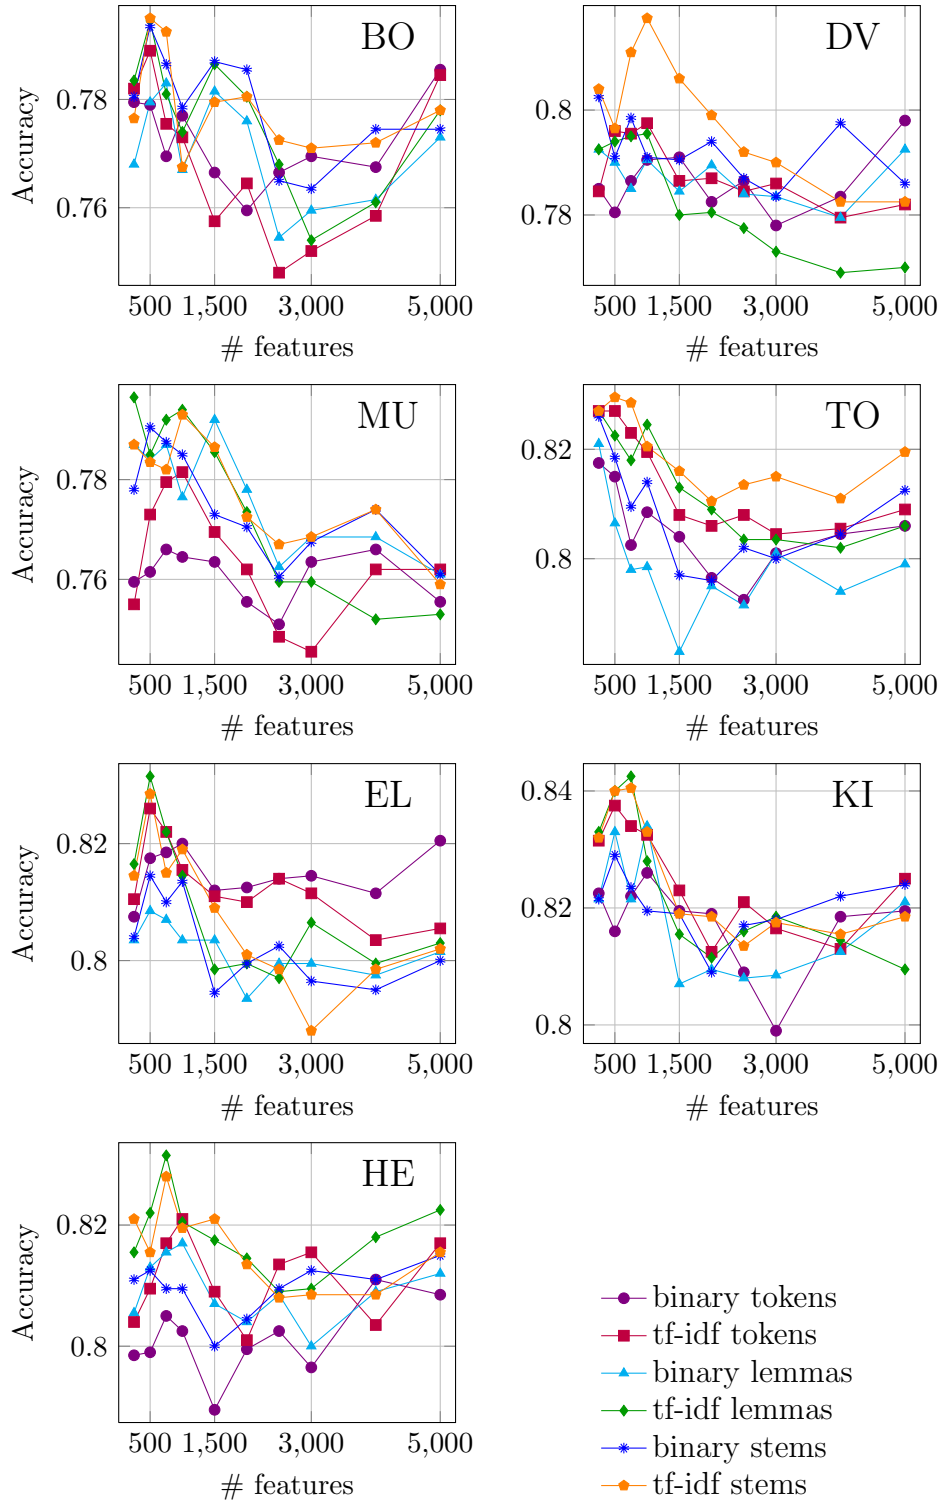 BO
Accuracy
0.78
0.76
500 1,500 3,000 5,000
# features
DV
0.8
0.78
500 1,500 3,000 5,000
# features
MU
Accuracy
0.78
0.76
500 1,500 3,000 5,000
# features
TO
0.82
0.8
500 1,500 3,000 5,000
# features
EL
Accuracy
0.82
0.8
500 1,500 3,000 5,000
# features
KI
0.84
0.82
0.8
500 1,500 3,000 5,000
# features
HE
Accuracy
0.82
0.8
500 1,500 3,000 5,000
# features
binary tokens
tf-idf tokens
binary lemmas
tf-idf lemmas
binary stems
tf-idf stems